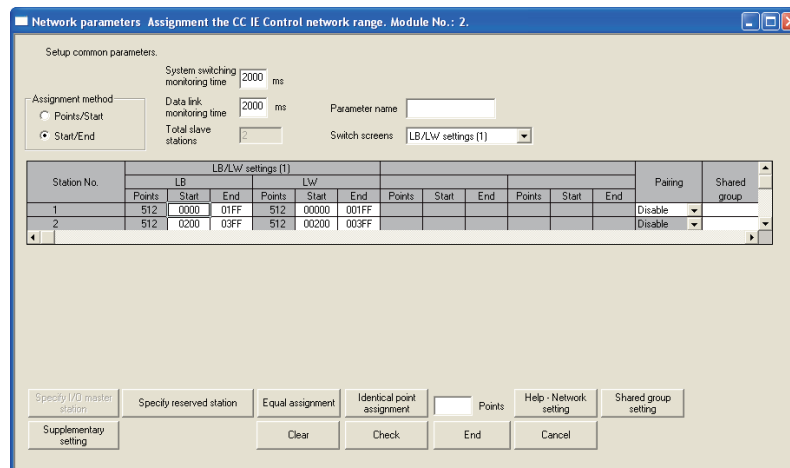 Network parameters  Assignment the CC IE Control network range. Module No.: 2.
Setup common parameters.
System switching monitoring time 2000 ms
Assignment method
Points/Start
Start/End
Data link monitoring time 2000 ms
Parameter name
Total slave stations 2
Switch screens LB/LW settings (1)
Station No. LB/LW settings (1) Pairing Shared group
LB LW
Points Start End Points Start End Points Start End Points Start End
1 512 0000 01FF 512 00000 001FF Disable
2 512 0200 03FF 512 00200 003FF Disable
Specify I/O master station
Specify reserved station
Equal assignment
Identical point assignment
Points
Help - Network setting
Shared group setting
Supplementary setting
Clear
Check
End
Cancel